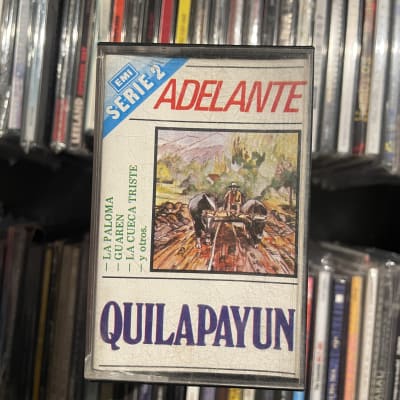 EMI
SERIE 2
ADELANTE
– LA PALOMA
– GUAREN
– LA CUECA TRISTE
– y otros.
QUILAPAYUN